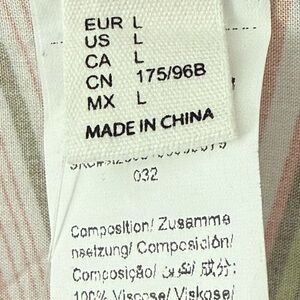 EUR L
US L
CA L
CN 175/96B
MX L
MADE IN CHINA
032
Composition/ Zusamme
nsetzung/ Composición/
Composição/ تكوين/ 成分:
100% Viscose/ Viskose/